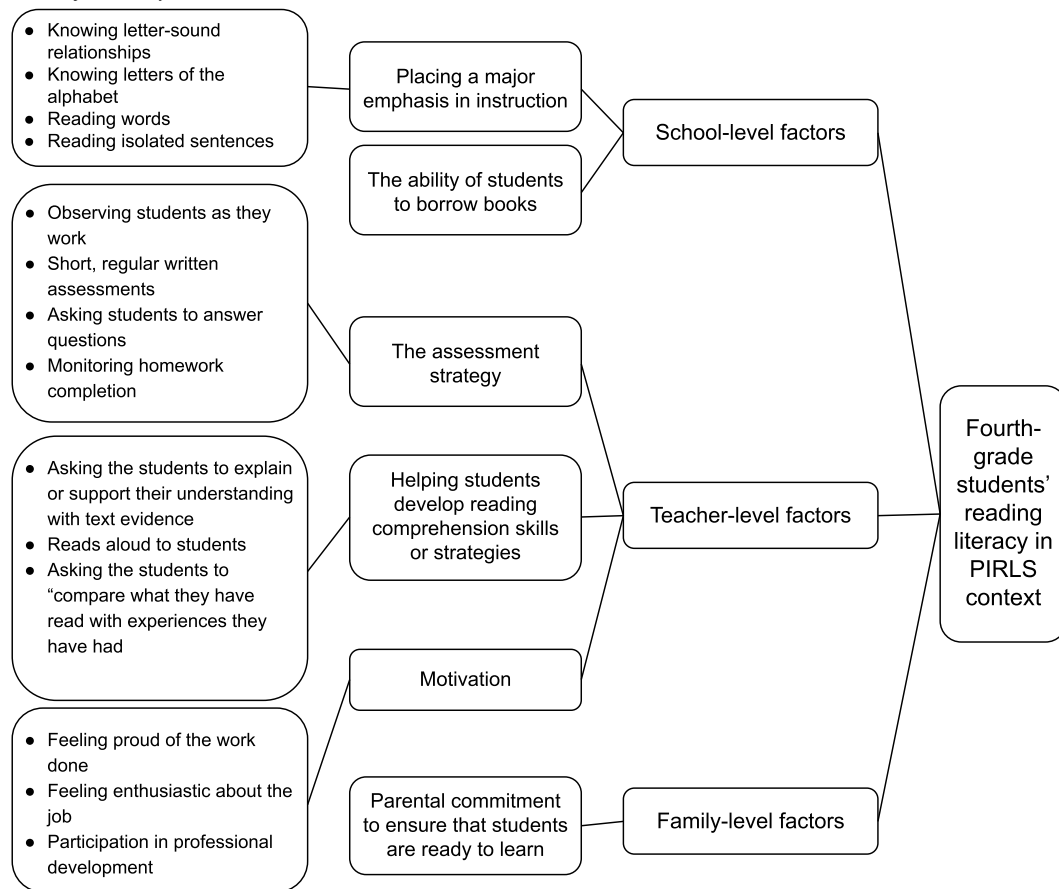 ● Knowing letter-sound
relationships
● Knowing letters of the
alphabet
● Reading words
● Reading isolated sentences
Placing a major
emphasis in instruction
The ability of students
to borrow books
School-level factors
● Observing students as they
work
● Short, regular written
assessments
● Asking students to answer
questions
● Monitoring homework
completion
The assessment
strategy
● Asking the students to explain
or support their understanding
with text evidence
● Reads aloud to students
● Asking the students to
“compare what they have
read with experiences they
have had
Helping students
develop reading
comprehension skills
or strategies
Teacher-level factors
Motivation
● Feeling proud of the work
done
● Feeling enthusiastic about the
job
● Participation in professional
development
Parental commitment
to ensure that students
are ready to learn
Family-level factors
Fourth-
grade
students’
reading
literacy in
PIRLS
context